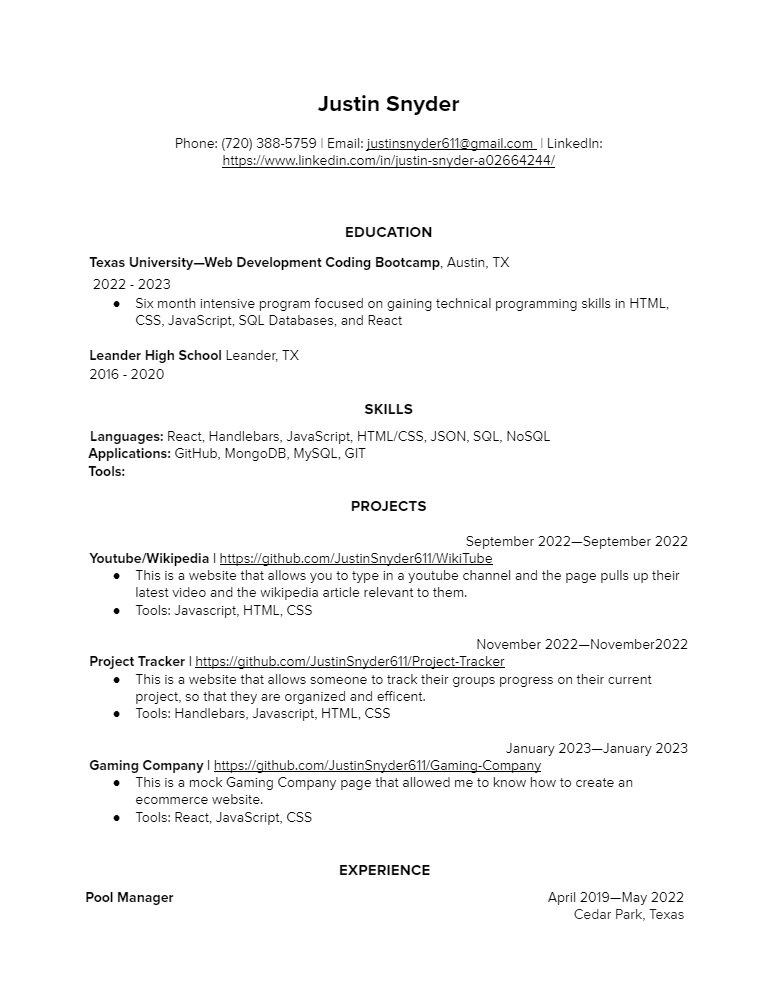 Justin Snyder
Phone: (720) 388-5759 | Email: justinsnyder611@gmail.com | LinkedIn:
https://www.linkedin.com/in/justin-snyder-a02664244/
EDUCATION
Texas University—Web Development Coding Bootcamp, Austin, TX
2022 - 2023
● Six month intensive program focused on gaining technical programming skills in HTML,
CSS, JavaScript, SQL Databases, and React
Leander High School Leander, TX
2016 - 2020
SKILLS
Languages: React, Handlebars, JavaScript, HTML/CSS, JSON, SQL, NoSQL
Applications: GitHub, MongoDB, MySQL, GIT
Tools:
PROJECTS
September 2022—September 2022
Youtube/Wikipedia | https://github.com/JustinSnyder611/WikiTube
● This is a website that allows you to type in a youtube channel and the page pulls up their
latest video and the wikipedia article relevant to them.
● Tools: Javascript, HTML, CSS
November 2022—November2022
Project Tracker | https://github.com/JustinSnyder611/Project-Tracker
● This is a website that allows someone to track their groups progress on their current
project, so that they are organized and efficent.
● Tools: Handlebars, Javascript, HTML, CSS
January 2023—January 2023
Gaming Company | https://github.com/JustinSnyder611/Gaming-Company
● This is a mock Gaming Company page that allowed me to know how to create an
ecommerce website.
● Tools: React, JavaScript, CSS
EXPERIENCE
Pool Manager April 2019—May 2022
Cedar Park, Texas